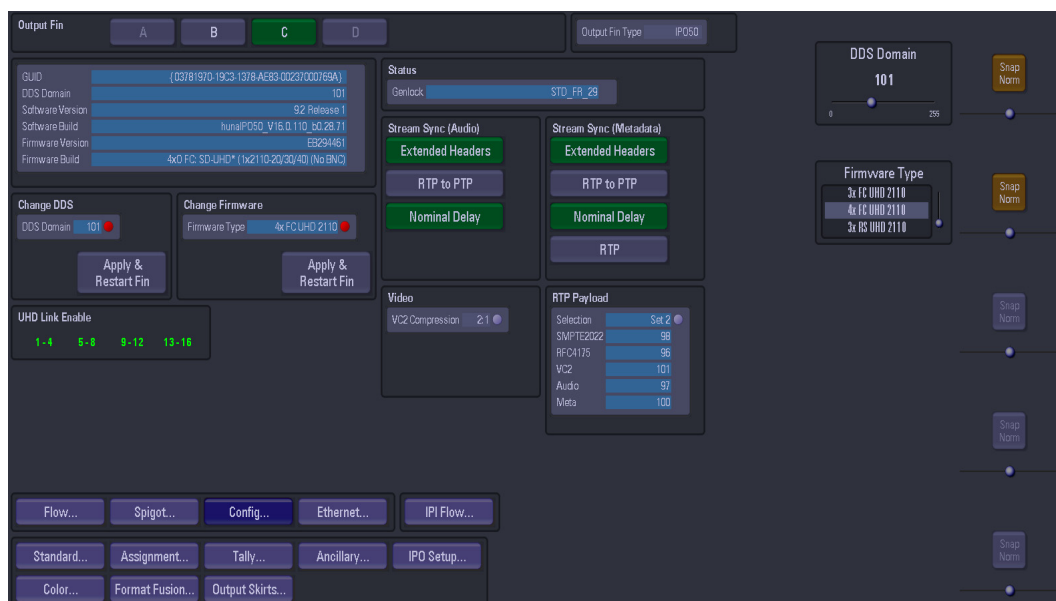 Output Fin
A
B
C
D
Output Fin Type IPO50
GUID {03781970-19C3-1378-AE83-00237000769A}
DDS Domain 101
Software Version 9.2 Release 1
Software Build hunaIPO50_V16.0.110_b0.28.71
Firmware Version EB294461
Firmware Build 4xO FC: SD-UHD* (1x2110-20/30/40) (No BNC)
Status
Genlock STD_FR_29
Stream Sync (Audio)
Extended Headers
RTP to PTP
Nominal Delay
Stream Sync (Metadata)
Extended Headers
RTP to PTP
Nominal Delay
RTP
Change DDS
DDS Domain 101
Apply &
Restart Fin
Change Firmware
Firmware Type 4x FC UHD 2110
Apply &
Restart Fin
UHD Link Enable
1-4 5-8 9-12 13-16
Video
VC2 Compression 2:1
RTP Payload
Selection Set 2
SMPTE2022 98
RFC4175 96
VC2 101
Audio 97
Meta 100
DDS Domain
101
0 255
Firmware Type
3x FC UHD 2110
4x FC UHD 2110
3x RS UHD 2110
Snap
Norm
Snap
Norm
Snap
Norm
Snap
Norm
Snap
Norm
Flow... Spigot... Config... Ethernet... IPI Flow...
Standard... Assignment... Tally... Ancillary... IPO Setup...
Color... Format Fusion... Output Skirts...